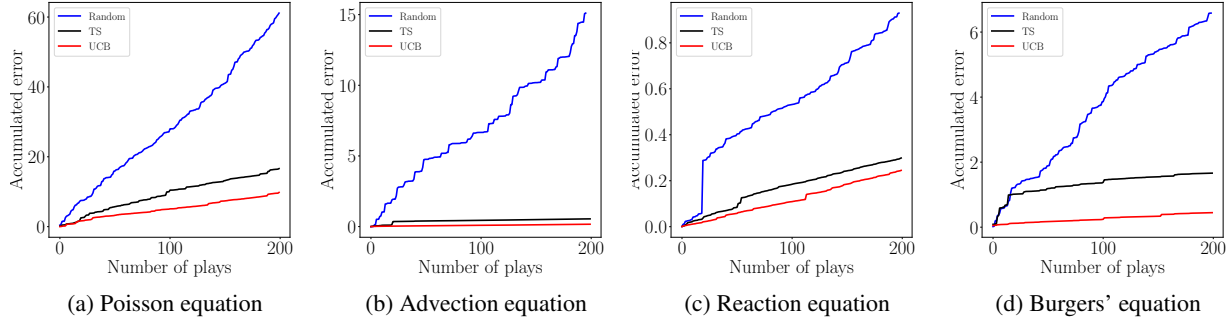 Accumulated error
60
40
20
0
0
100
200
Number of plays
Random
TS
UCB
(a) Poisson equation
Accumulated error
15
10
5
0
0
100
200
Number of plays
Random
TS
UCB
(b) Advection equation
Accumulated error
0.8
0.6
0.4
0.2
0.0
0
100
200
Number of plays
Random
TS
UCB
(c) Reaction equation
Accumulated error
6
4
2
0
0
100
200
Number of plays
Random
TS
UCB
(d) Burgers' equation